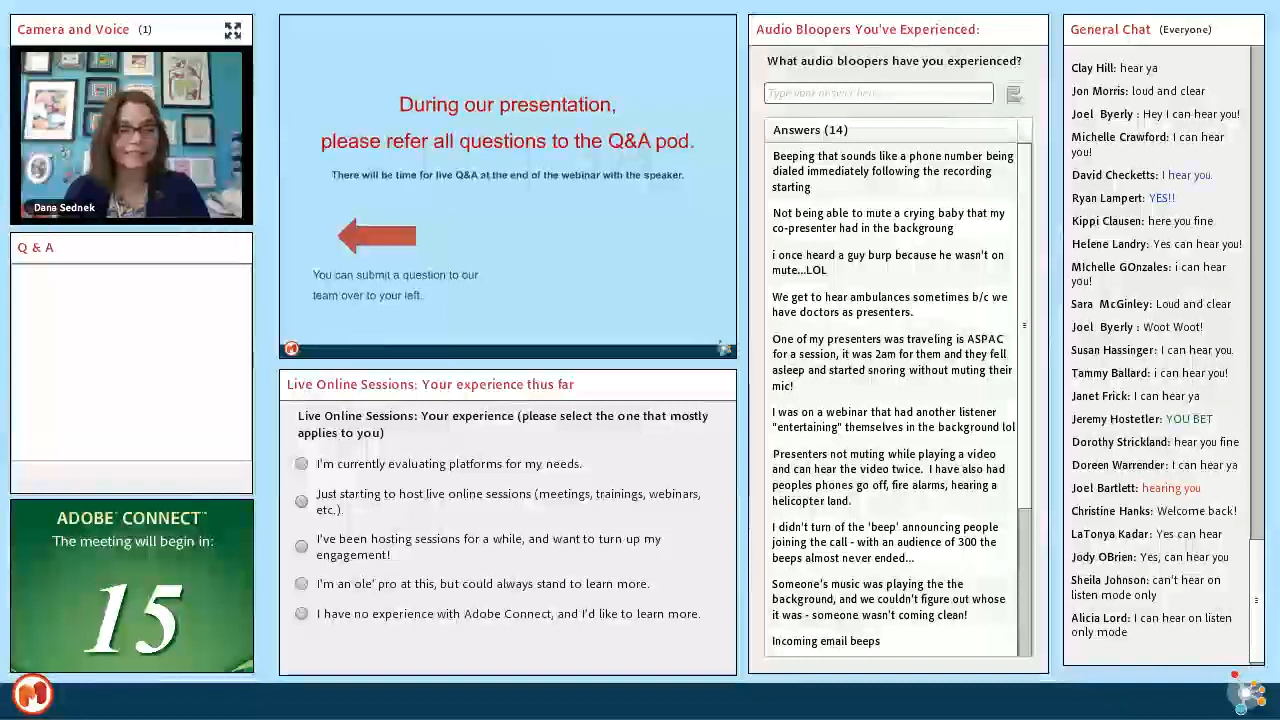 Camera and Voice (1)
Dana Sednek
Q & A
ADOBE® CONNECT™
The meeting will begin in:
15
During our presentation,
please refer all questions to the Q&A pod.
There will be time for live Q&A at the end of the webinar with the speaker.
You can submit a question to our
team over to your left.
Live Online Sessions: Your experience thus far
Live Online Sessions: Your experience (please select the one that mostly
applies to you)
I'm currently evaluating platforms for my needs.
Just starting to host live online sessions (meetings, trainings, webinars,
etc.).
I've been hosting sessions for a while, and want to turn up my
engagement!
I'm an ole' pro at this, but could always stand to learn more.
I have no experience with Adobe Connect, and I'd like to learn more.
Audio Bloopers You've Experienced:
What audio bloopers have you experienced?
Type your answer here...
Answers (14)
Beeping that sounds like a phone number being
dialed immediately following the recording
starting
Not being able to mute a crying baby that my
co-presenter had in the backgroung
i once heard a guy burp because he wasn't on
mute...LOL
We get to hear ambulances sometimes b/c we
have doctors as presenters.
One of my presenters was traveling is ASPAC
for a session, it was 2am for them and they fell
asleep and started snoring without muting their
mic!
I was on a webinar that had another listener
"entertaining" themselves in the background lol
Presenters not muting while playing a video
and can hear the video twice. I have also had
peoples phones go off, fire alarms, hearing a
helicopter land.
I didn't turn of the 'beep' announcing people
joining the call - with an audience of 300 the
beeps almost never ended...
Someone's music was playing the the
background, and we couldn't figure out whose
it was - someone wasn't coming clean!
Incoming email beeps
General Chat (Everyone)
Clay Hill: hear ya
Jon Morris: loud and clear
Joel Byerly : Hey I can hear you!
Michelle Crawford: I can hear
you!
David Checketts: I hear you.
Ryan Lampert: YES!!
Kippi Clausen: here you fine
Helene Landry: Yes can hear you!
MIchelle GOnzales: i can hear
you!
Sara McGinley: Loud and clear
Joel Byerly : Woot Woot!
Susan Hassinger: I can hear you.
Tammy Ballard: i can hear you!
Janet Frick: I can hear ya
Jeremy Hostetler: YOU BET
Dorothy Strickland: hear you fine
Doreen Warrender: I can hear ya
Joel Bartlett: hearing you
Christine Hanks: Welcome back!
LaTonya Kadar: Yes can hear
Jody OBrien: Yes, can hear you
Sheila Johnson: can't hear on
listen mode only
Alicia Lord: I can hear on listen
only mode